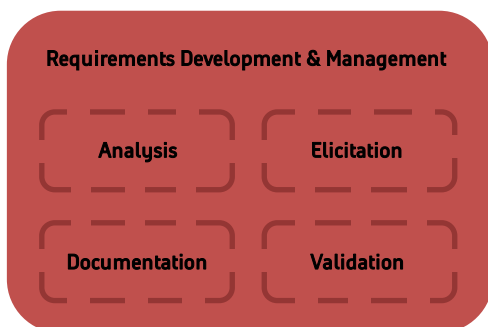 Requirements Development & Management
Analysis
Elicitation
Documentation
Validation